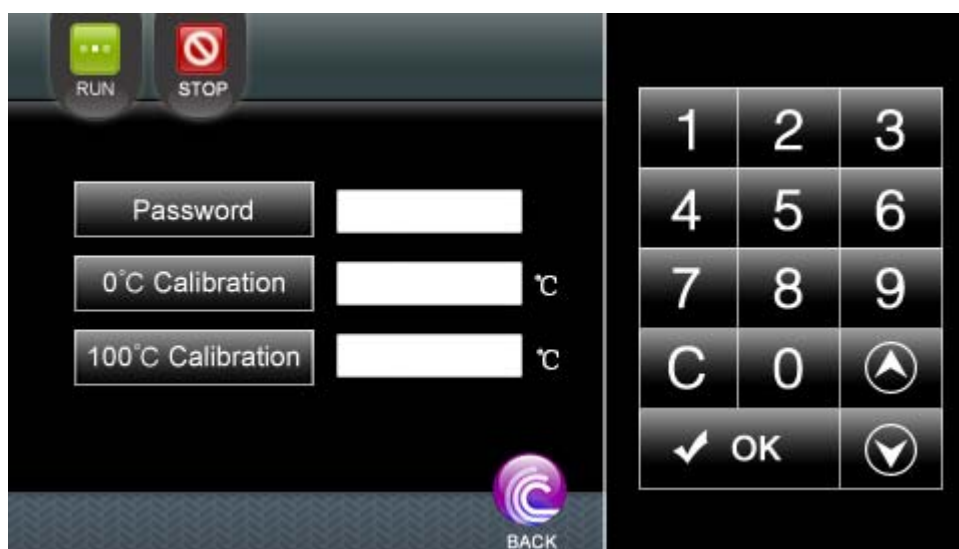 RUN STOP
Password
0°C Calibration °C
100°C Calibration °C
BACK
1 2 3
4 5 6
7 8 9
C 0
OK